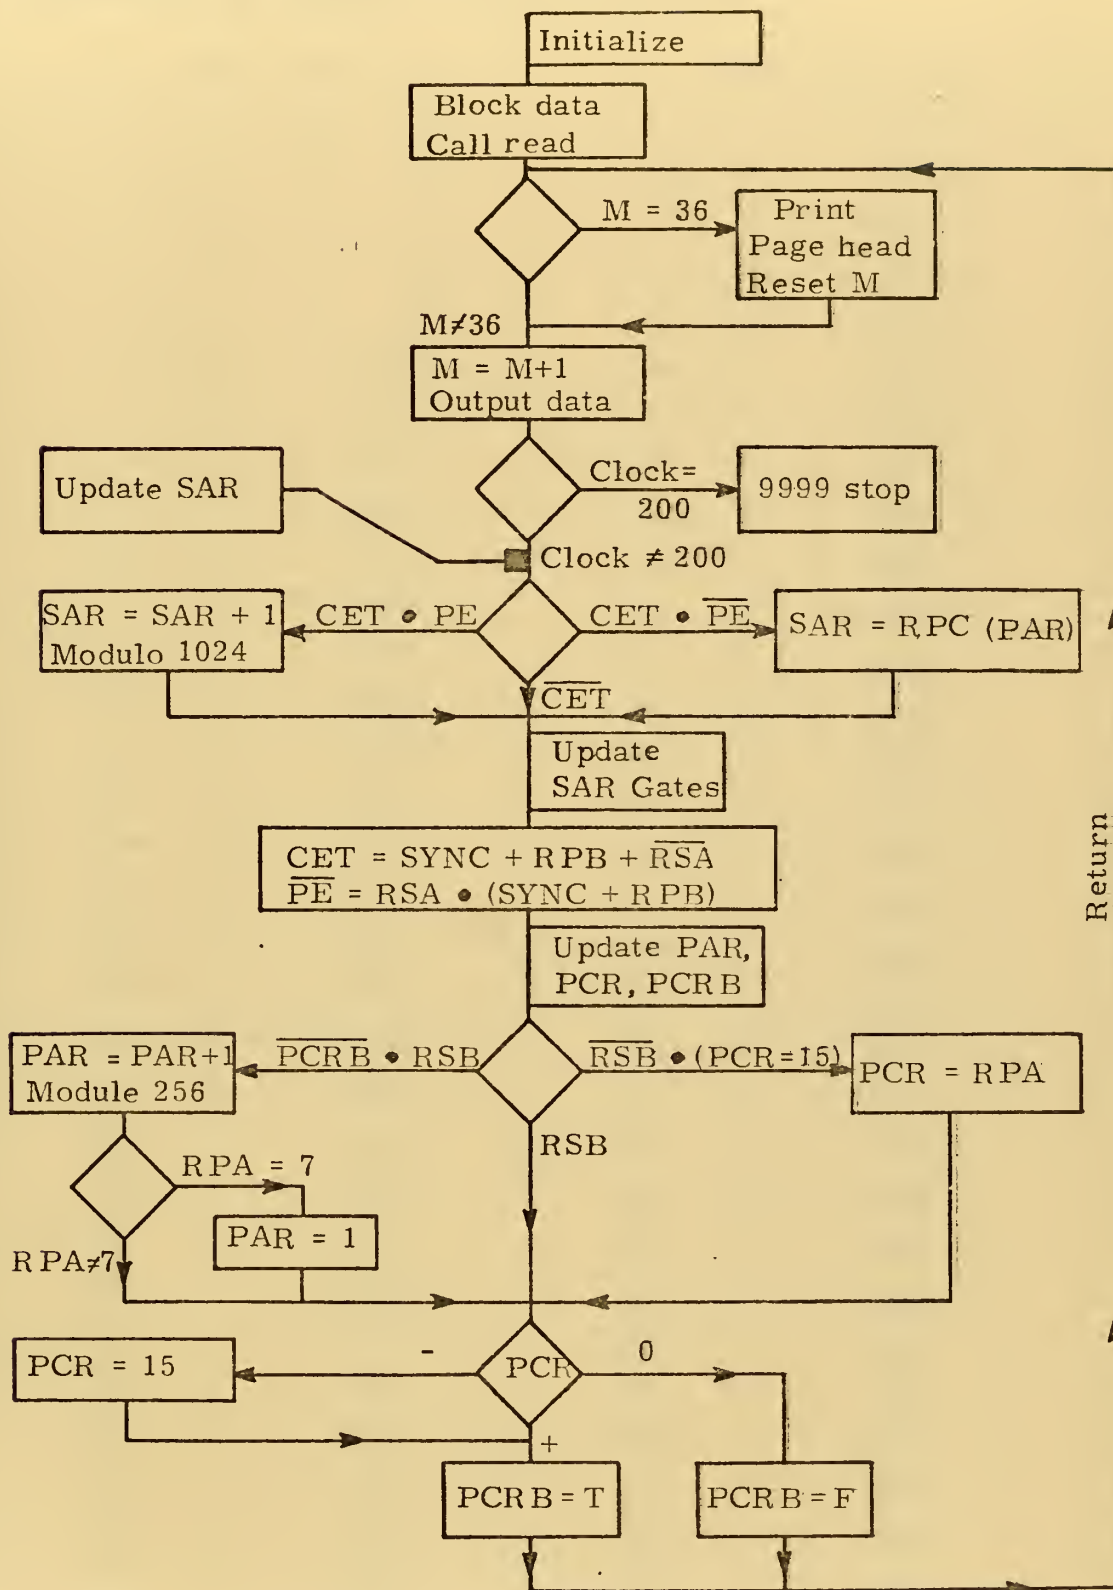 Initialize
Block data
Call read
M = 36
Print
Page head
Reset M
M≠36
M = M+1
Output data
Update SAR
Clock=
200
9999 stop
Clock ≠ 200
SAR = SAR + 1
Modulo 1024
CET • PE
CET • P̅E̅
SAR = RPC (PAR)
C̅E̅T̅
Update
SAR Gates
CET = SYNC + RPB + R̅S̅A̅
P̅E̅ = RSA • (SYNC + RPB)
Return
Update PAR,
PCR, PCRB
PAR = PAR+1
Module 256
P̅C̅R̅B̅ • RSB
R̅S̅B̅ • (PCR=15)
PCR = RPA
RSB
RPA = 7
PAR = 1
RPA≠7
PCR = 15
-
PCR
0
+
PCRB = T
PCRB = F